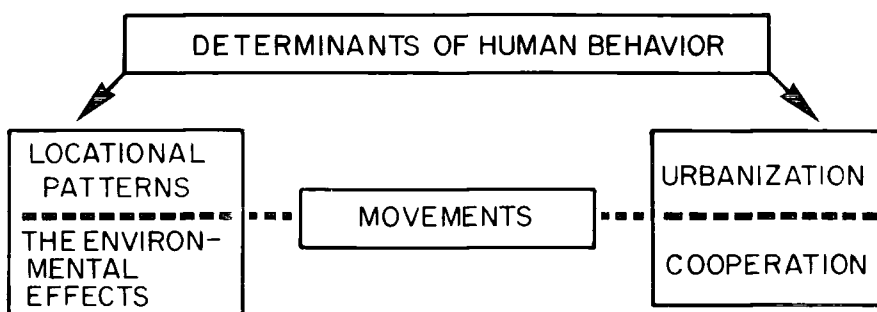 DETERMINANTS OF HUMAN BEHAVIOR
LOCATIONAL
PATTERNS
THE ENVIRON-
MENTAL
EFFECTS
MOVEMENTS
URBANIZATION
COOPERATION